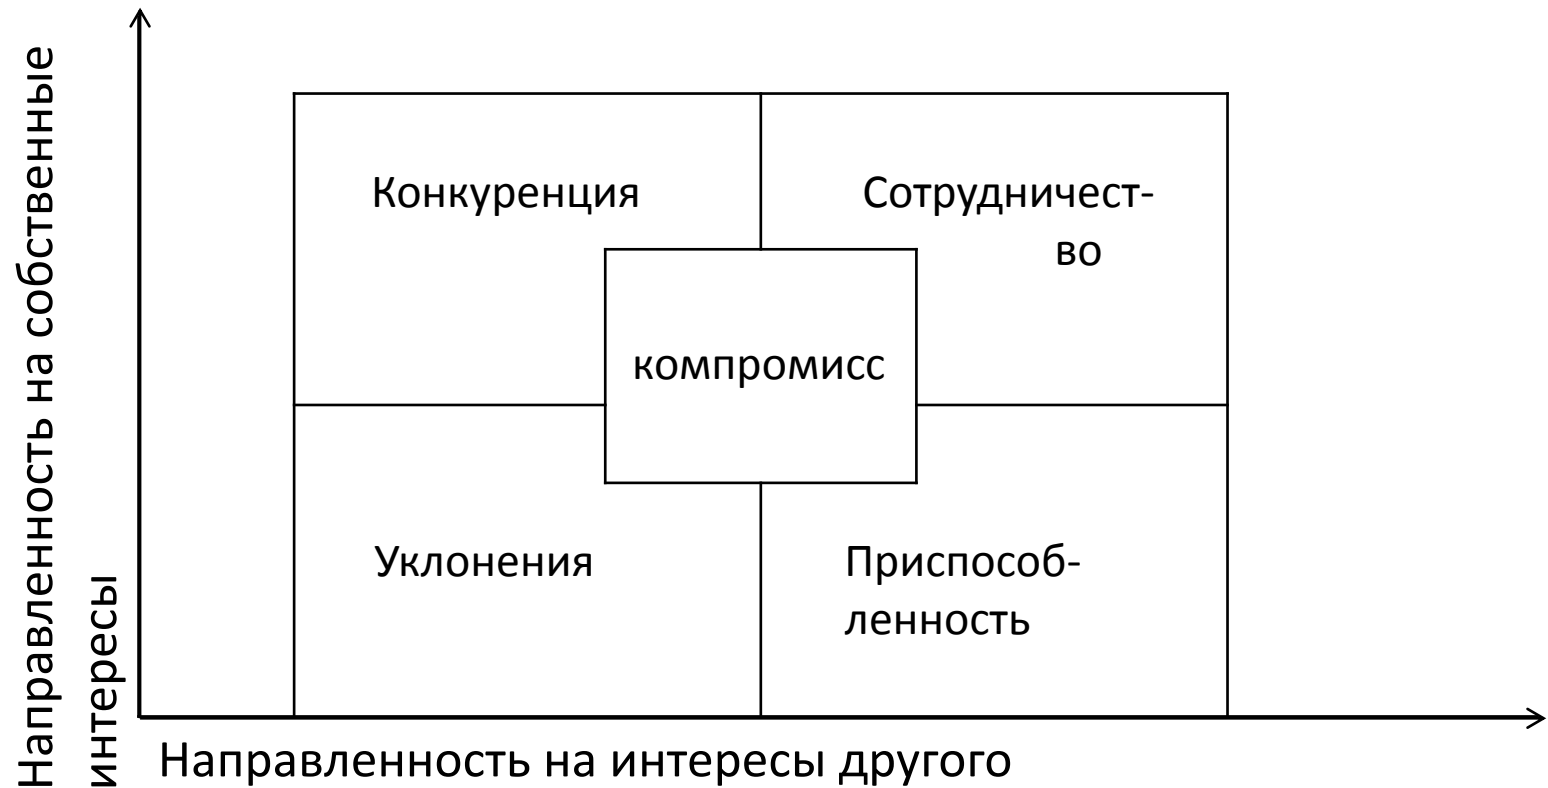 Направленность на собственные
интересы
Конкуренция
Сотрудничест-
во
компромисс
Уклонения
Приспособ-
ленность
Направленность на интересы другого